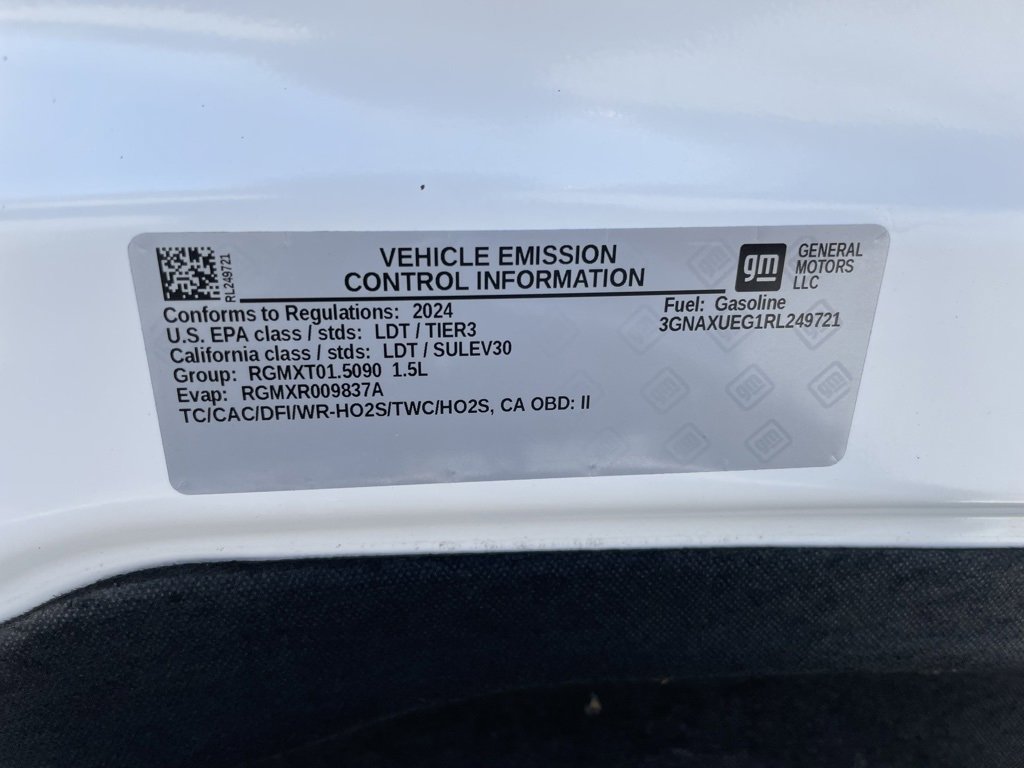 VEHICLE EMISSION
CONTROL INFORMATION
gm
GENERAL
MOTORS
LLC
RL249721
Conforms to Regulations: 2024
U.S. EPA class / stds: LDT / TIER3
California class / stds: LDT / SULEV30
Group: RGMXT01.5090 1.5L
Evap: RGMXR009837A
TC/CAC/DFI/WR-HO2S/TWC/HO2S, CA OBD: II
Fuel: Gasoline
3GNAXUEG1RL249721